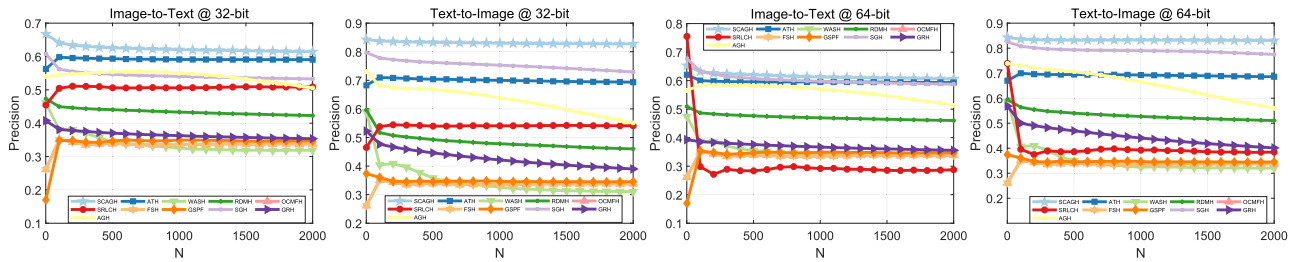 Image-to-Text @ 32-bit
Precision
0.7
0.6
0.5
0.4
0.3
0.2
0.1
0 500 1000 1500 2000
N
SCAGH ATH WASH RDMH OCMFH
SRLCH FSH GSPF SGH GRH
AGH
Text-to-Image @ 32-bit
Precision
0.9
0.8
0.7
0.6
0.5
0.4
0.3
0.2
0 500 1000 1500 2000
N
SCAGH ATH WASH RDMH OCMFH
SRLCH FSH GSPF SGH GRH
AGH
Image-to-Text @ 64-bit
Precision
0.8
0.7
0.6
0.5
0.4
0.3
0.2
0.1
0 500 1000 1500 2000
N
SCAGH ATH WASH RDMH OCMFH
SRLCH FSH GSPF SGH GRH
AGH
Text-to-Image @ 64-bit
Precision
0.9
0.8
0.7
0.6
0.5
0.4
0.3
0.2
0 500 1000 1500 2000
N
SCAGH ATH WASH RDMH OCMFH
SRLCH FSH GSPF SGH GRH
AGH